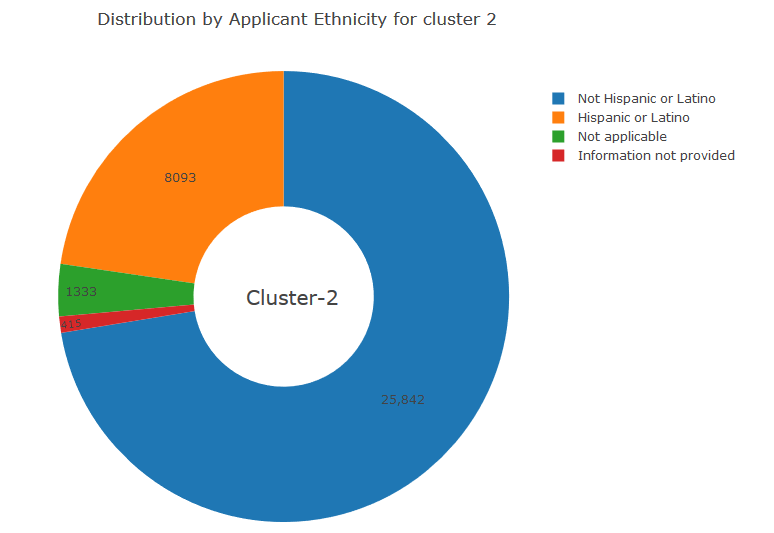 Distribution by Applicant Ethnicity for cluster 2
Not Hispanic or Latino
Hispanic or Latino
Not applicable
Information not provided
8093
1333
Cluster-2
415
25,842